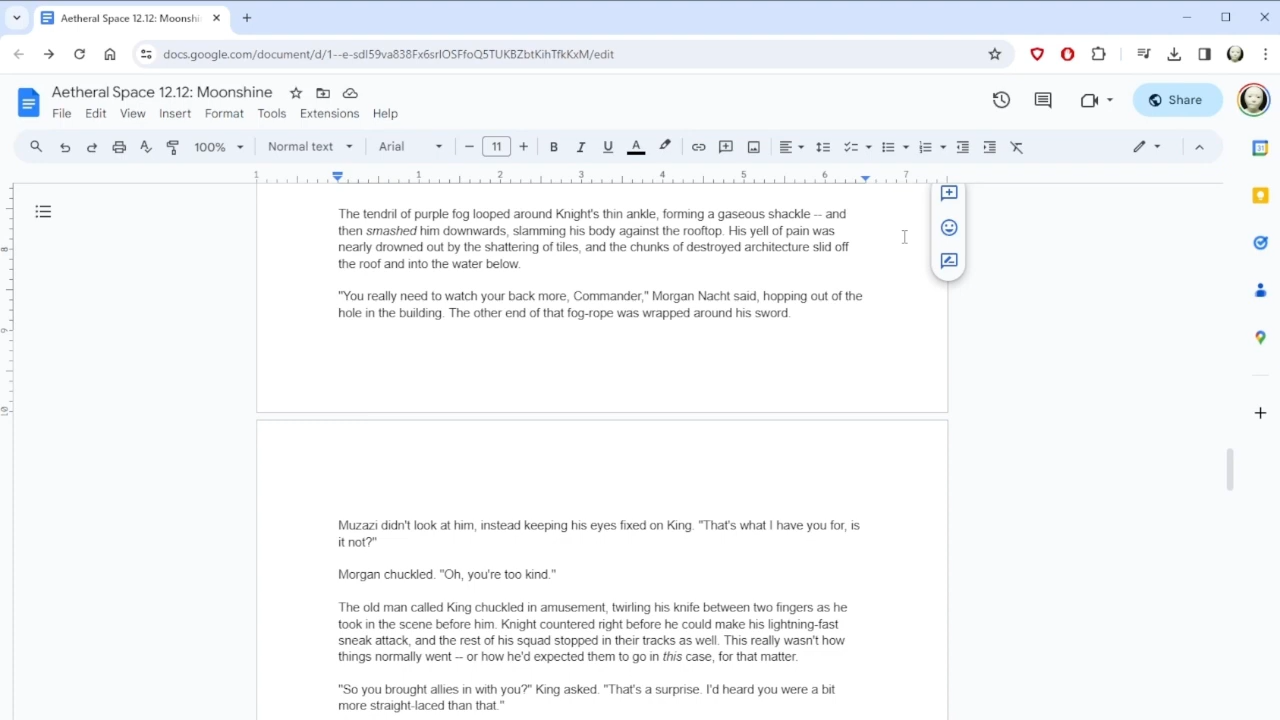 Aetheral Space 12.12: Moonshi
docs.google.com/document/d/1--e-sdl59va838Fx6srIOSFfoQ5TUKBZbtKihTfkKxM/edit
Aetheral Space 12.12: Moonshine
Share
File Edit View Insert Format Tools Extensions Help
100% Normal text Arial 11 B I U A
1 1 2 3 4 5 6 7
8
9
10
31
The tendril of purple fog looped around Knight's thin ankle, forming a gaseous shackle -- and
then smashed him downwards, slamming his body against the rooftop. His yell of pain was
nearly drowned out by the shattering of tiles, and the chunks of destroyed architecture slid off
the roof and into the water below.
"You really need to watch your back more, Commander," Morgan Nacht said, hopping out of the
hole in the building. The other end of that fog-rope was wrapped around his sword.
Muzazi didn't look at him, instead keeping his eyes fixed on King. "That's what I have you for, is
it not?"
Morgan chuckled. "Oh, you're too kind."
The old man called King chuckled in amusement, twirling his knife between two fingers as he
took in the scene before him. Knight countered right before he could make his lightning-fast
sneak attack, and the rest of his squad stopped in their tracks as well. This really wasn't how
things normally went -- or how he'd expected them to go in this case, for that matter.
"So you brought allies in with you?" King asked. "That's a surprise. I'd heard you were a bit
more straight-laced than that."